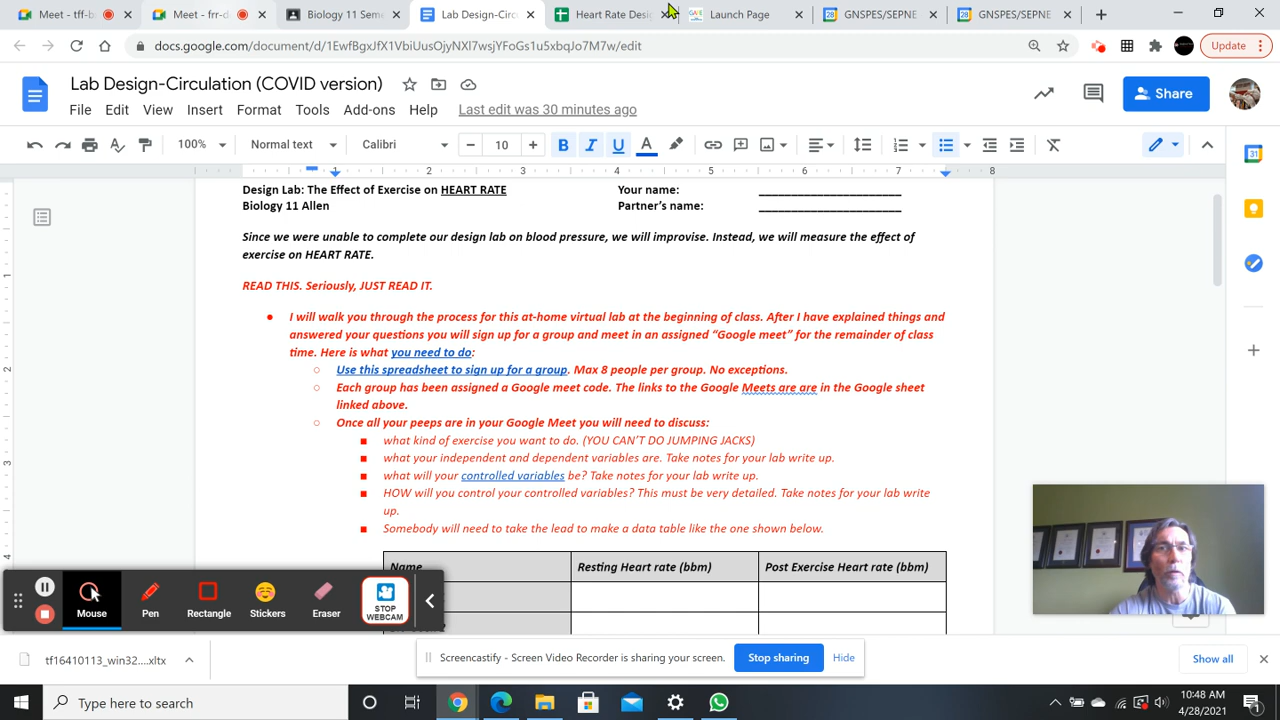 Meet - tff-b
Meet - frr-d
Biology 11 Seme
Lab Design-Circ
Heart Rate Desig
Launch Page
GNSPES/SEPNE
GNSPES/SEPNE
docs.google.com/document/d/1EwfBgxJfX1VbiUusOjyNXl7wsjYFoGs1u5xbqJo7M7w/edit
Update
Lab Design-Circulation (COVID version)
File Edit View Insert Format Tools Add-ons Help Last edit was 30 minutes ago
Share
100% Normal text Calibri 10 B I U A
1 1 2 3 4 5 6 7 8
Design Lab: The Effect of Exercise on HEART RATE Your name: ______________________
Biology 11 Allen Partner's name: ______________________
Since we were unable to complete our design lab on blood pressure, we will improvise. Instead, we will measure the effect of
exercise on HEART RATE.
READ THIS. Seriously, JUST READ IT.
● I will walk you through the process for this at-home virtual lab at the beginning of class. After I have explained things and
answered your questions you will sign up for a group and meet in an assigned "Google meet" for the remainder of class
time. Here is what you need to do:
○ Use this spreadsheet to sign up for a group. Max 8 people per group. No exceptions.
○ Each group has been assigned a Google meet code. The links to the Google Meets are are in the Google sheet
linked above.
○ Once all your peeps are in your Google Meet you will need to discuss:
■ what kind of exercise you want to do. (YOU CAN'T DO JUMPING JACKS)
■ what your independent and dependent variables are. Take notes for your lab write up.
■ what will your controlled variables be? Take notes for your lab write up.
■ HOW will you control your controlled variables? This must be very detailed. Take notes for your lab write
up.
■ Somebody will need to take the lead to make a data table like the one shown below.
Name Resting Heart rate (bbm) Post Exercise Heart rate (bbm)
Mouse Pen Rectangle Stickers Eraser STOP
WEBCAM
tf16410113_win32....xltx
Screencastify - Screen Video Recorder is sharing your screen. Stop sharing Hide
Show all
Type here to search
10:48 AM
4/28/2021